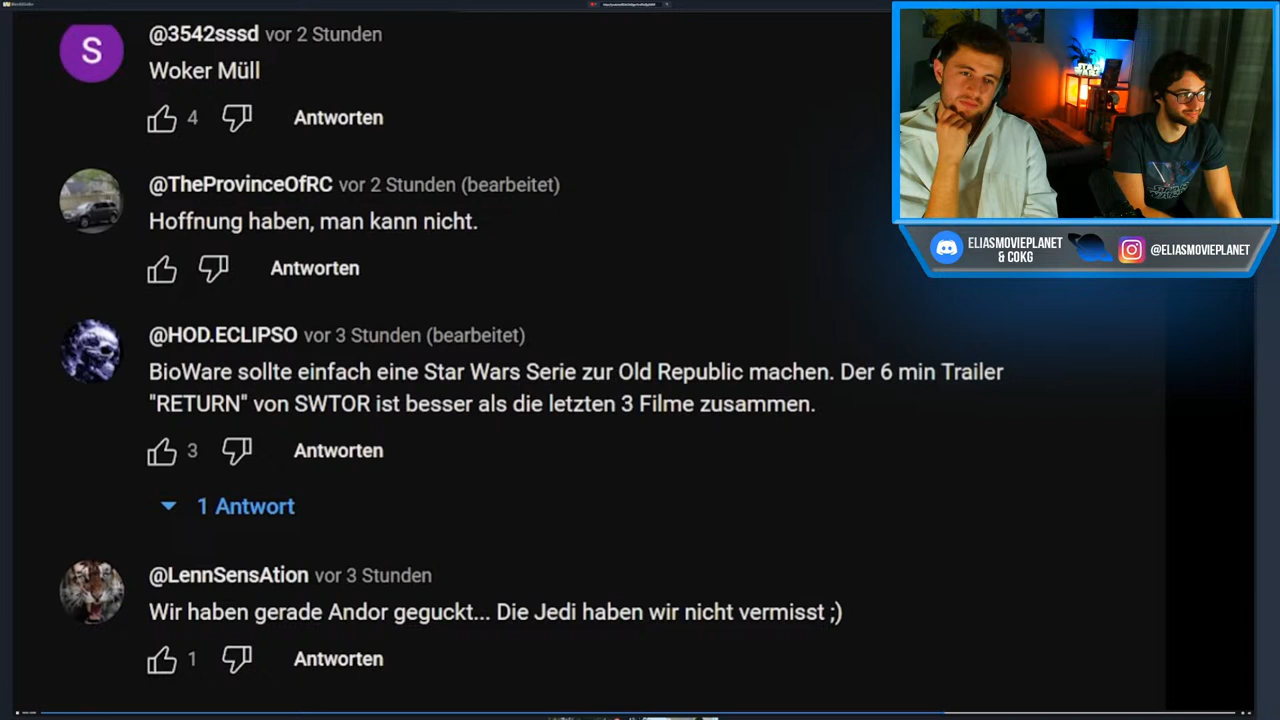 @3542sssd vor 2 Stunden
Woker Müll
4 Antworten
@TheProvinceOfRC vor 2 Stunden (bearbeitet)
Hoffnung haben, man kann nicht.
Antworten
@HOD.ECLIPSO vor 3 Stunden (bearbeitet)
BioWare sollte einfach eine Star Wars Serie zur Old Republic machen. Der 6 min Trailer
"RETURN" von SWTOR ist besser als die letzten 3 Filme zusammen.
3 Antworten
1 Antwort
@LennSensAtion vor 3 Stunden
Wir haben gerade Andor geguckt... Die Jedi haben wir nicht vermisst ;)
1 Antworten
S
STAR
WARS
ELIASMOVIEPLANET
& COKG
@ELIASMOVIEPLANET